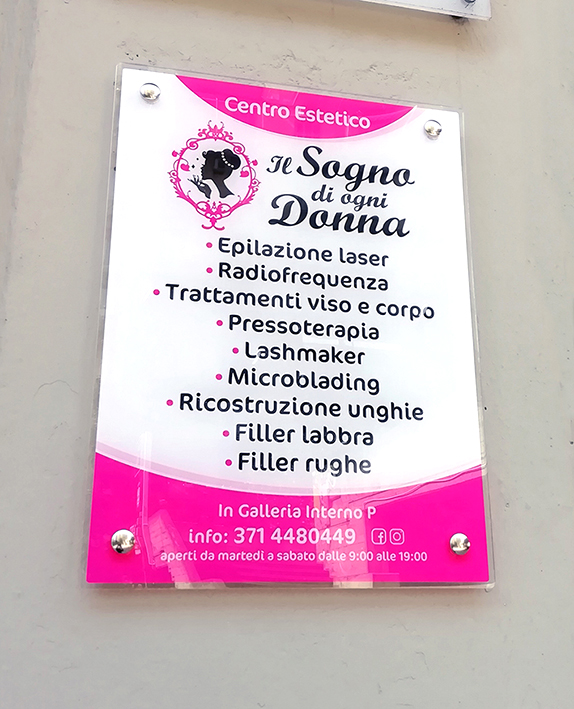 Centro Estetico
Il Sogno
di ogni
Donna
• Epilazione laser
• Radiofrequenza
• Trattamenti viso e corpo
• Pressoterapia
• Lashmaker
• Microblading
• Ricostruzione unghie
• Filler labbra
• Filler rughe
In Galleria Interno P
info: 371 4480449
aperti da martedì a sabato dalle 9:00 alle 19:00